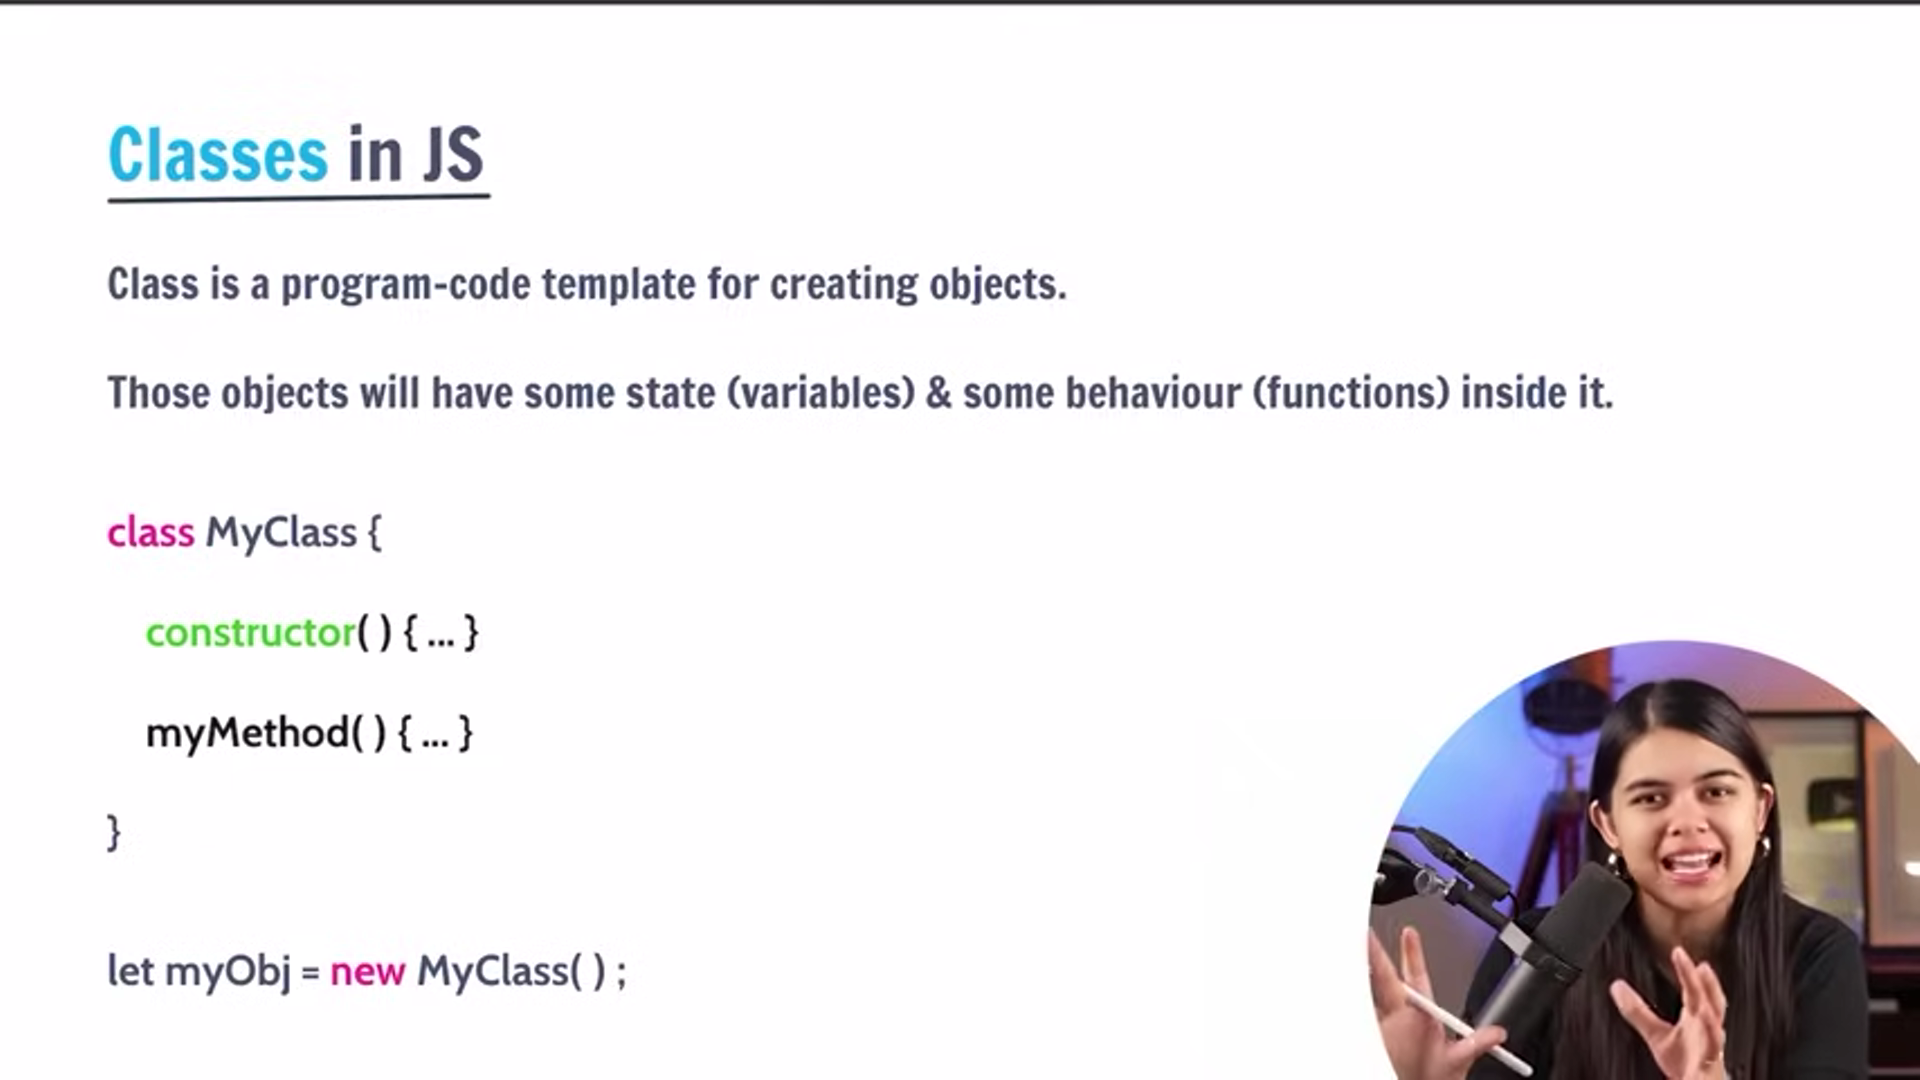 Classes in JS
Class is a program-code template for creating objects.
Those objects will have some state (variables) & some behaviour (functions) inside it.
class MyClass {
constructor( ) { ... }
myMethod( ) { ... }
}
let myObj = new MyClass( ) ;